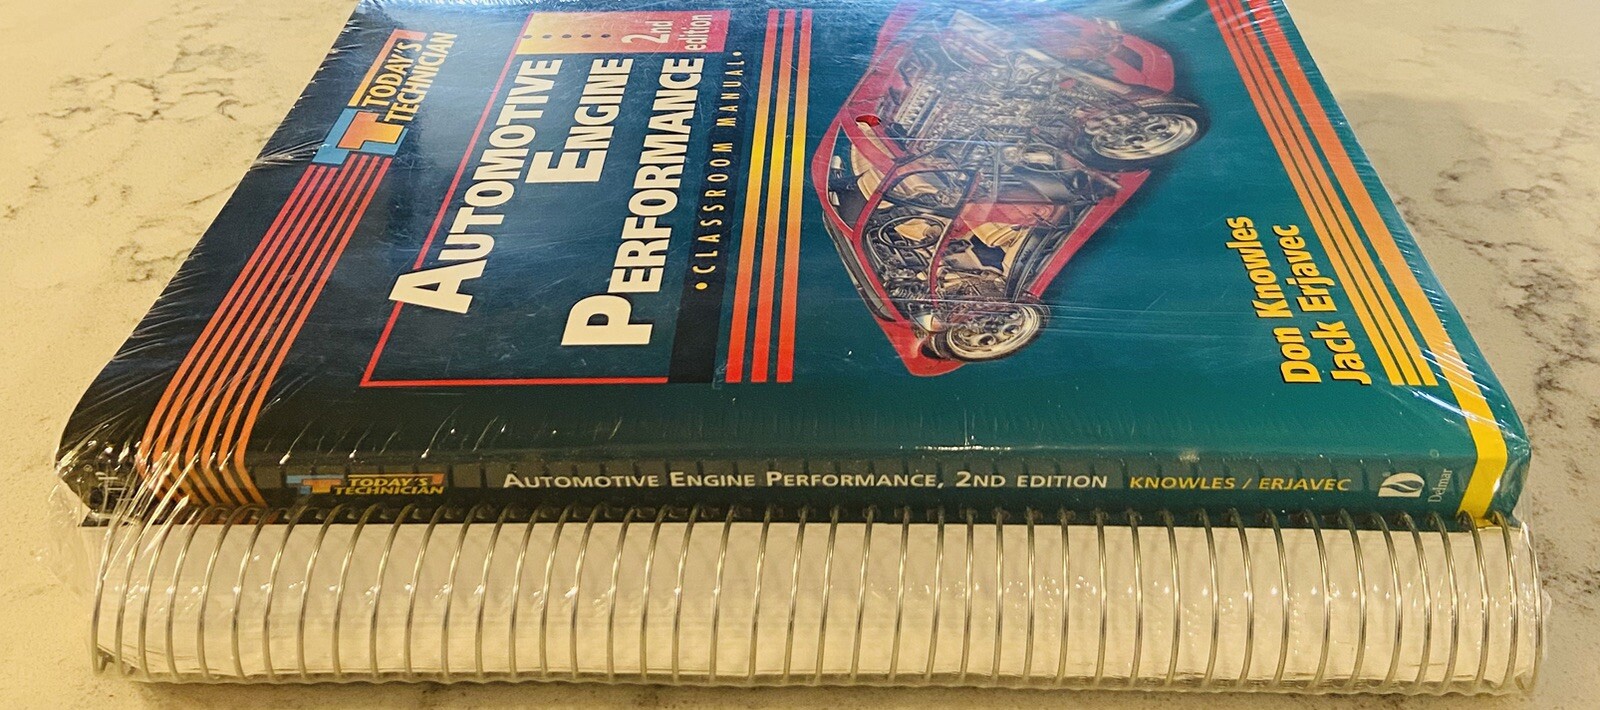 TODAY'S
TECHNICIAN
2nd
edition
AUTOMOTIVE
ENGINE
PERFORMANCE
• CLASSROOM MANUAL •
Don Knowles
Jack Erjavec
TODAY'S
TECHNICIAN
AUTOMOTIVE ENGINE PERFORMANCE, 2ND EDITION KNOWLES / ERJAVEC
Delmar